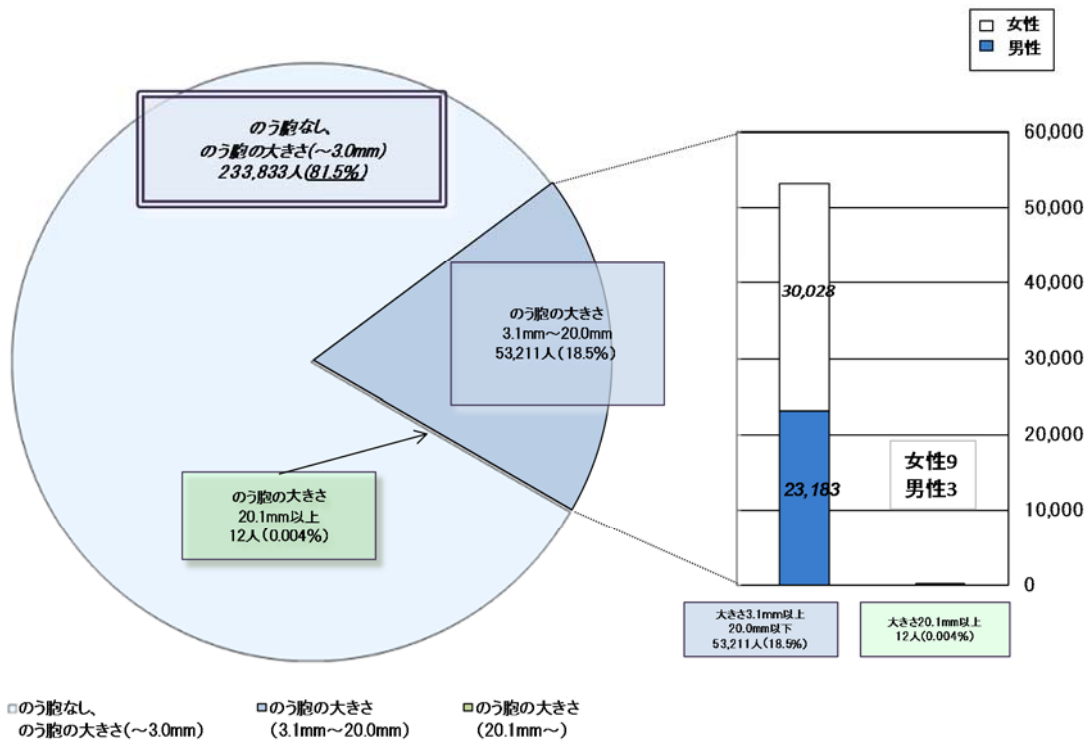 女性
男性
のう胞なし、
のう胞の大きさ(～3.0mm)
233,833人(81.5%)
のう胞の大きさ
3.1mm～20.0mm
53,211人(18.5%)
のう胞の大きさ
20.1mm以上
12人(0.004%)
60,000
50,000
40,000
30,000
20,000
10,000
0
30,028
23,183
女性9
男性3
大きさ3.1mm以上
20.0mm以下
53,211人(18.5%)
大きさ20.1mm以上
12人(0.004%)
のう胞なし、
のう胞の大きさ(～3.0mm)
のう胞の大きさ
(3.1mm～20.0mm)
のう胞の大きさ
(20.1mm～)